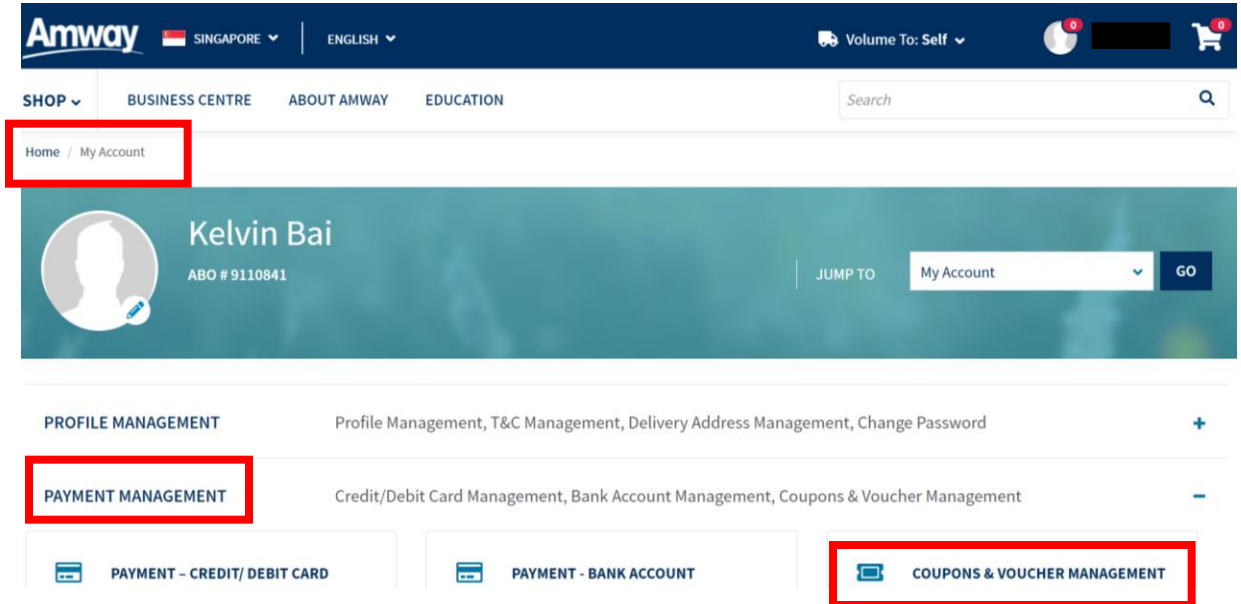 Amway SINGAPORE ENGLISH Volume To: Self 0 0
SHOP BUSINESS CENTRE ABOUT AMWAY EDUCATION Search
Home / My Account
Kelvin Bai
ABO # 9110841
JUMP TO My Account GO
PROFILE MANAGEMENT Profile Management, T&C Management, Delivery Address Management, Change Password +
PAYMENT MANAGEMENT Credit/Debit Card Management, Bank Account Management, Coupons & Voucher Management –
PAYMENT – CREDIT/ DEBIT CARD PAYMENT - BANK ACCOUNT COUPONS & VOUCHER MANAGEMENT